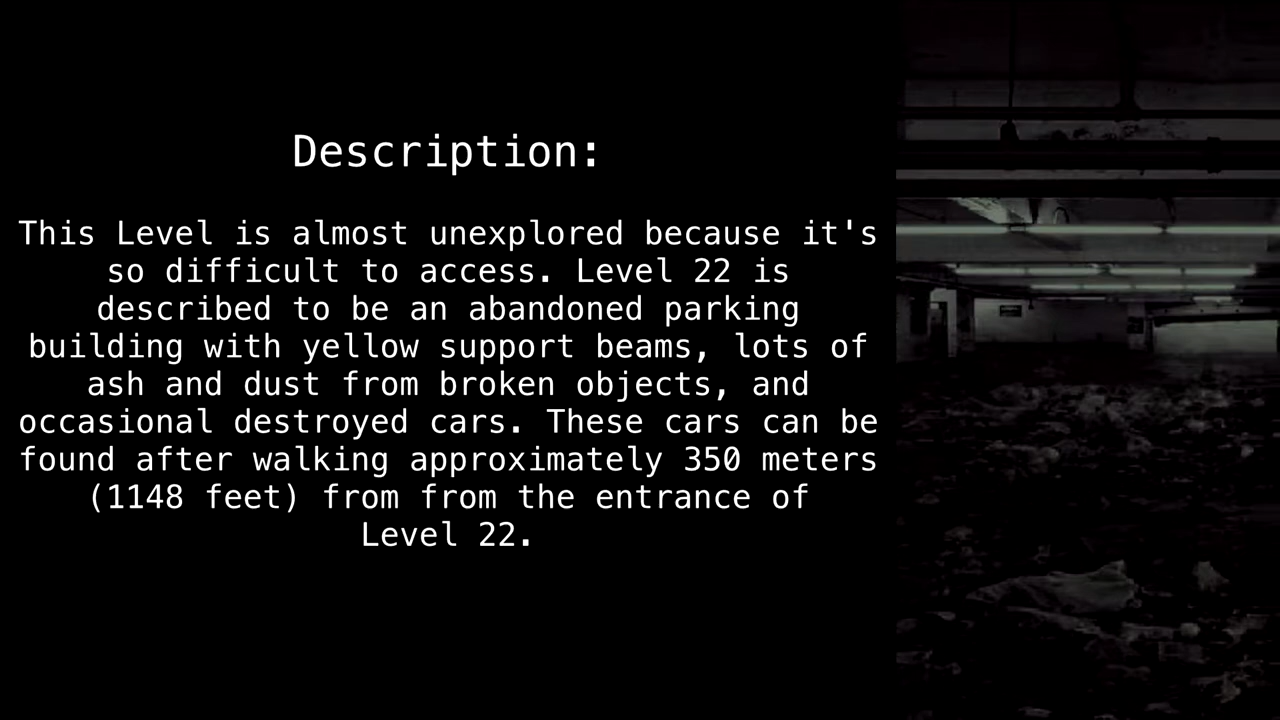 Description:
This Level is almost unexplored because it's
so difficult to access. Level 22 is
described to be an abandoned parking
building with yellow support beams, lots of
ash and dust from broken objects, and
occasional destroyed cars. These cars can be
found after walking approximately 350 meters
(1148 feet) from from the entrance of
Level 22.